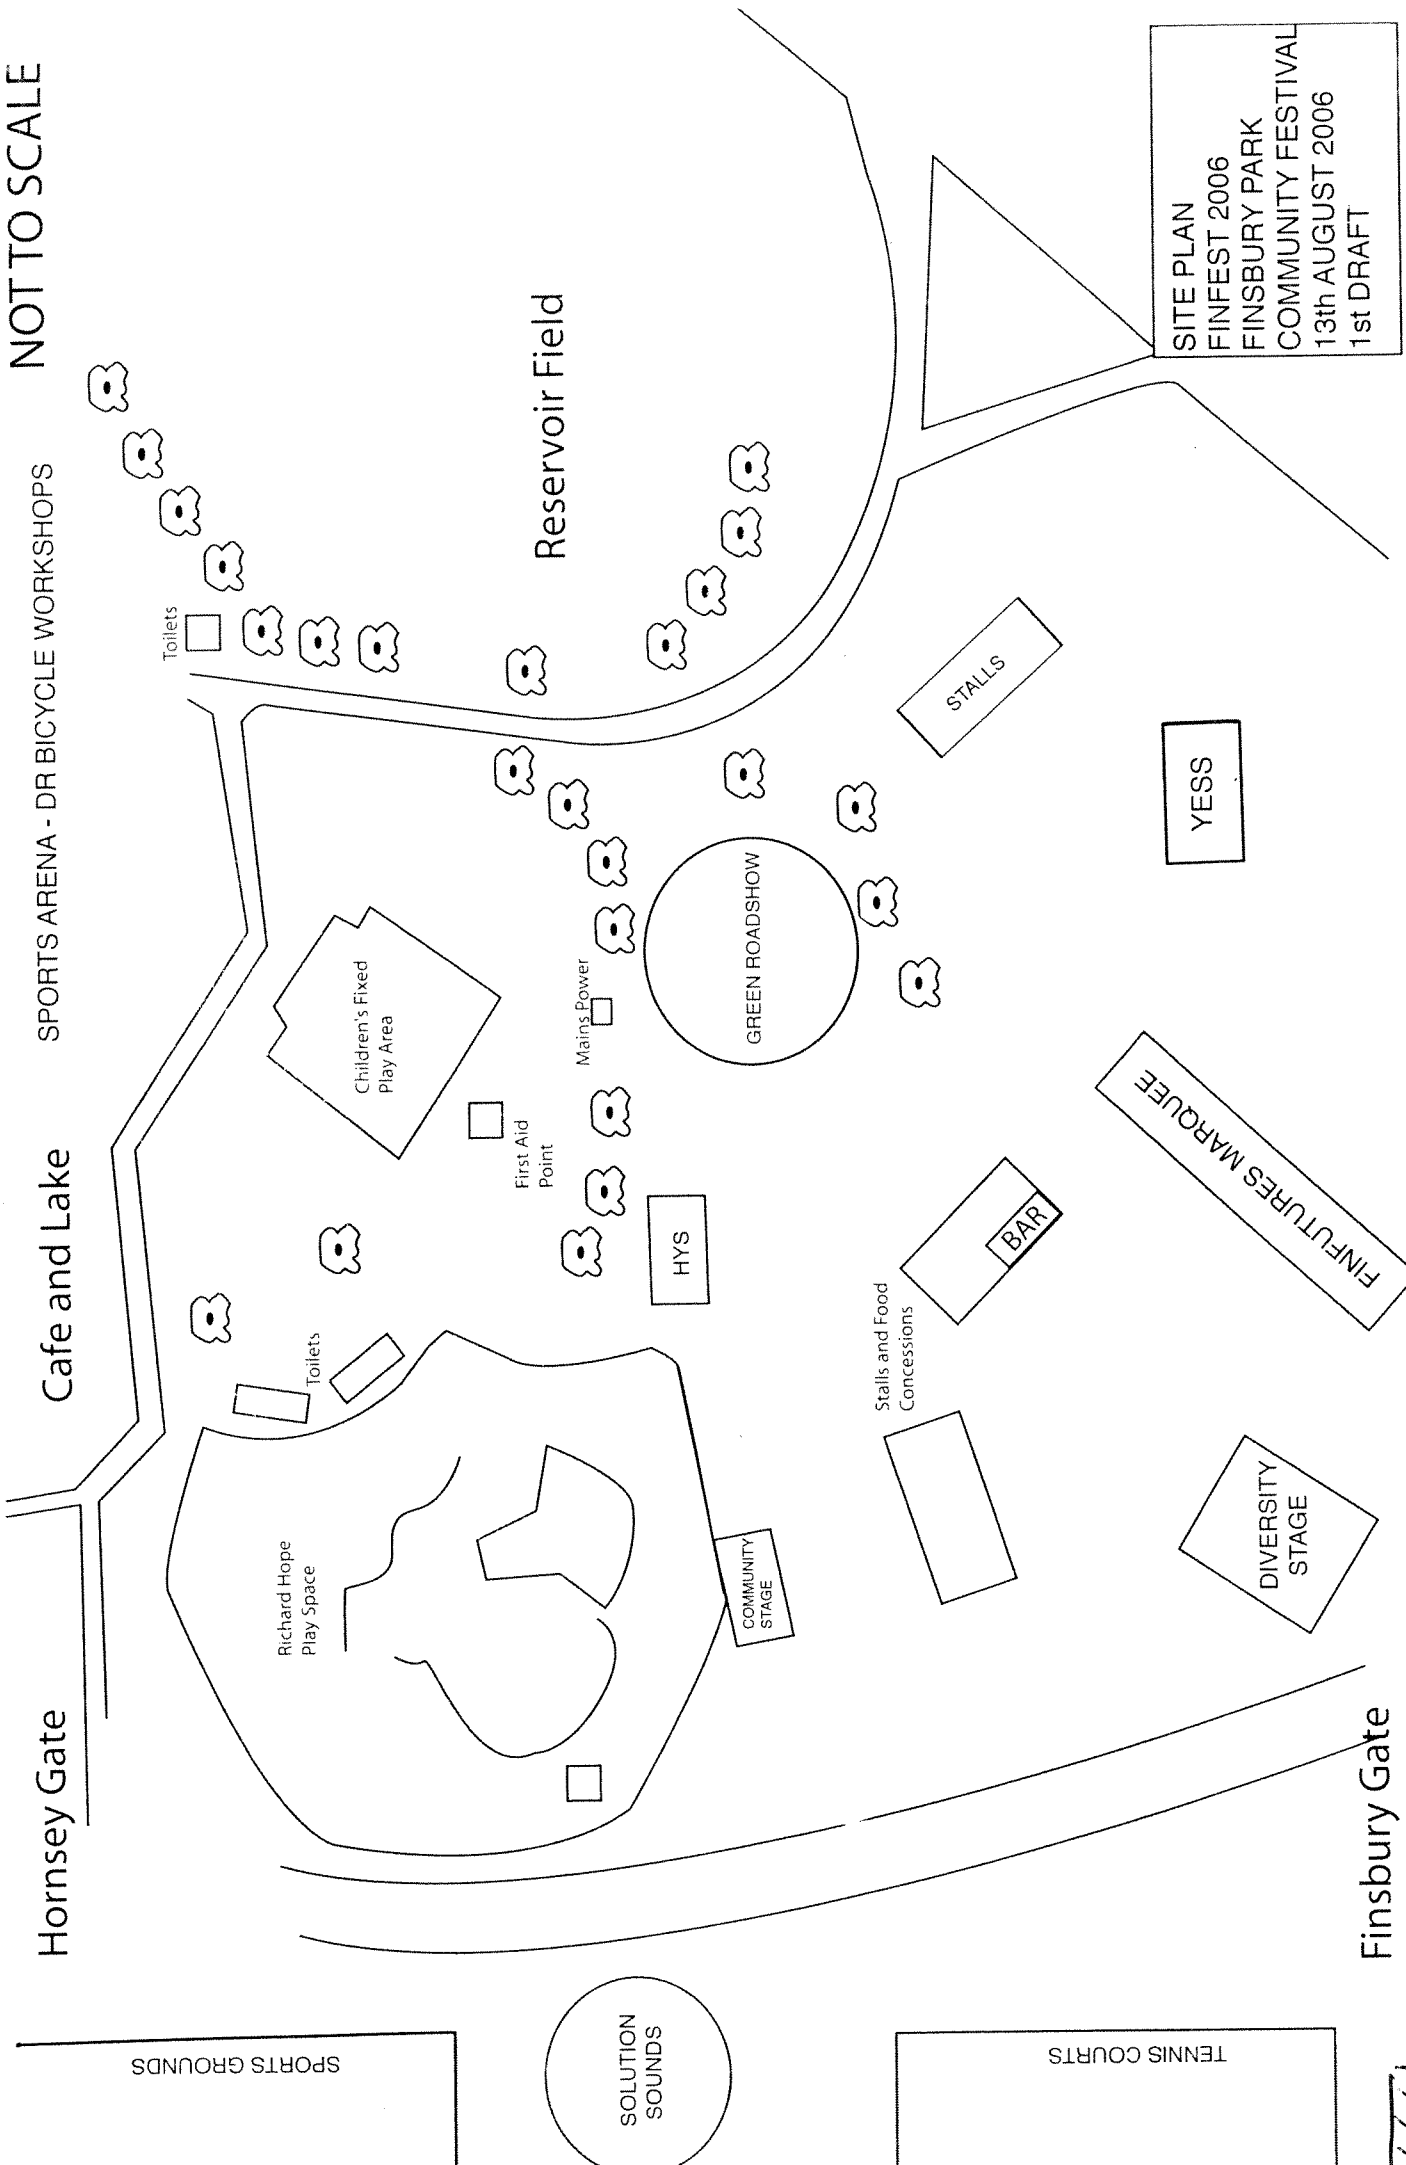 NOT TO SCALE
SPORTS ARENA - DR BICYCLE WORKSHOPS
Cafe and Lake
Hornsey Gate
Toilets
Reservoir Field
Children's Fixed
Play Area
First Aid
Point
Mains Power
Toilets
Richard Hope
Play Space
HYS
GREEN ROADSHOW
STALLS
YESS
COMMUNITY
STAGE
Stalls and Food
Concessions
BAR
FINFUTURES MARQUEE
DIVERSITY
STAGE
SPORTS GROUNDS
SOLUTION
SOUNDS
TENNIS COURTS
Finsbury Gate
SITE PLAN
FINFEST 2006
FINSBURY PARK
COMMUNITY FESTIVAL
13th AUGUST 2006
1st DRAFT